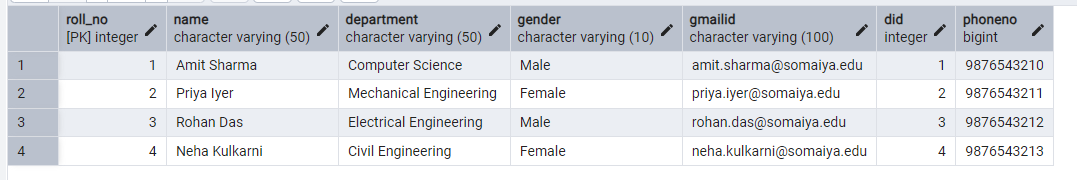 roll_no name department gender gmailid did phoneno
[PK] integer character varying (50) character varying (50) character varying (10) character varying (100) integer bigint
1 1 Amit Sharma Computer Science Male amit.sharma@somaiya.edu 1 9876543210
2 2 Priya Iyer Mechanical Engineering Female priya.iyer@somaiya.edu 2 9876543211
3 3 Rohan Das Electrical Engineering Male rohan.das@somaiya.edu 3 9876543212
4 4 Neha Kulkarni Civil Engineering Female neha.kulkarni@somaiya.edu 4 9876543213